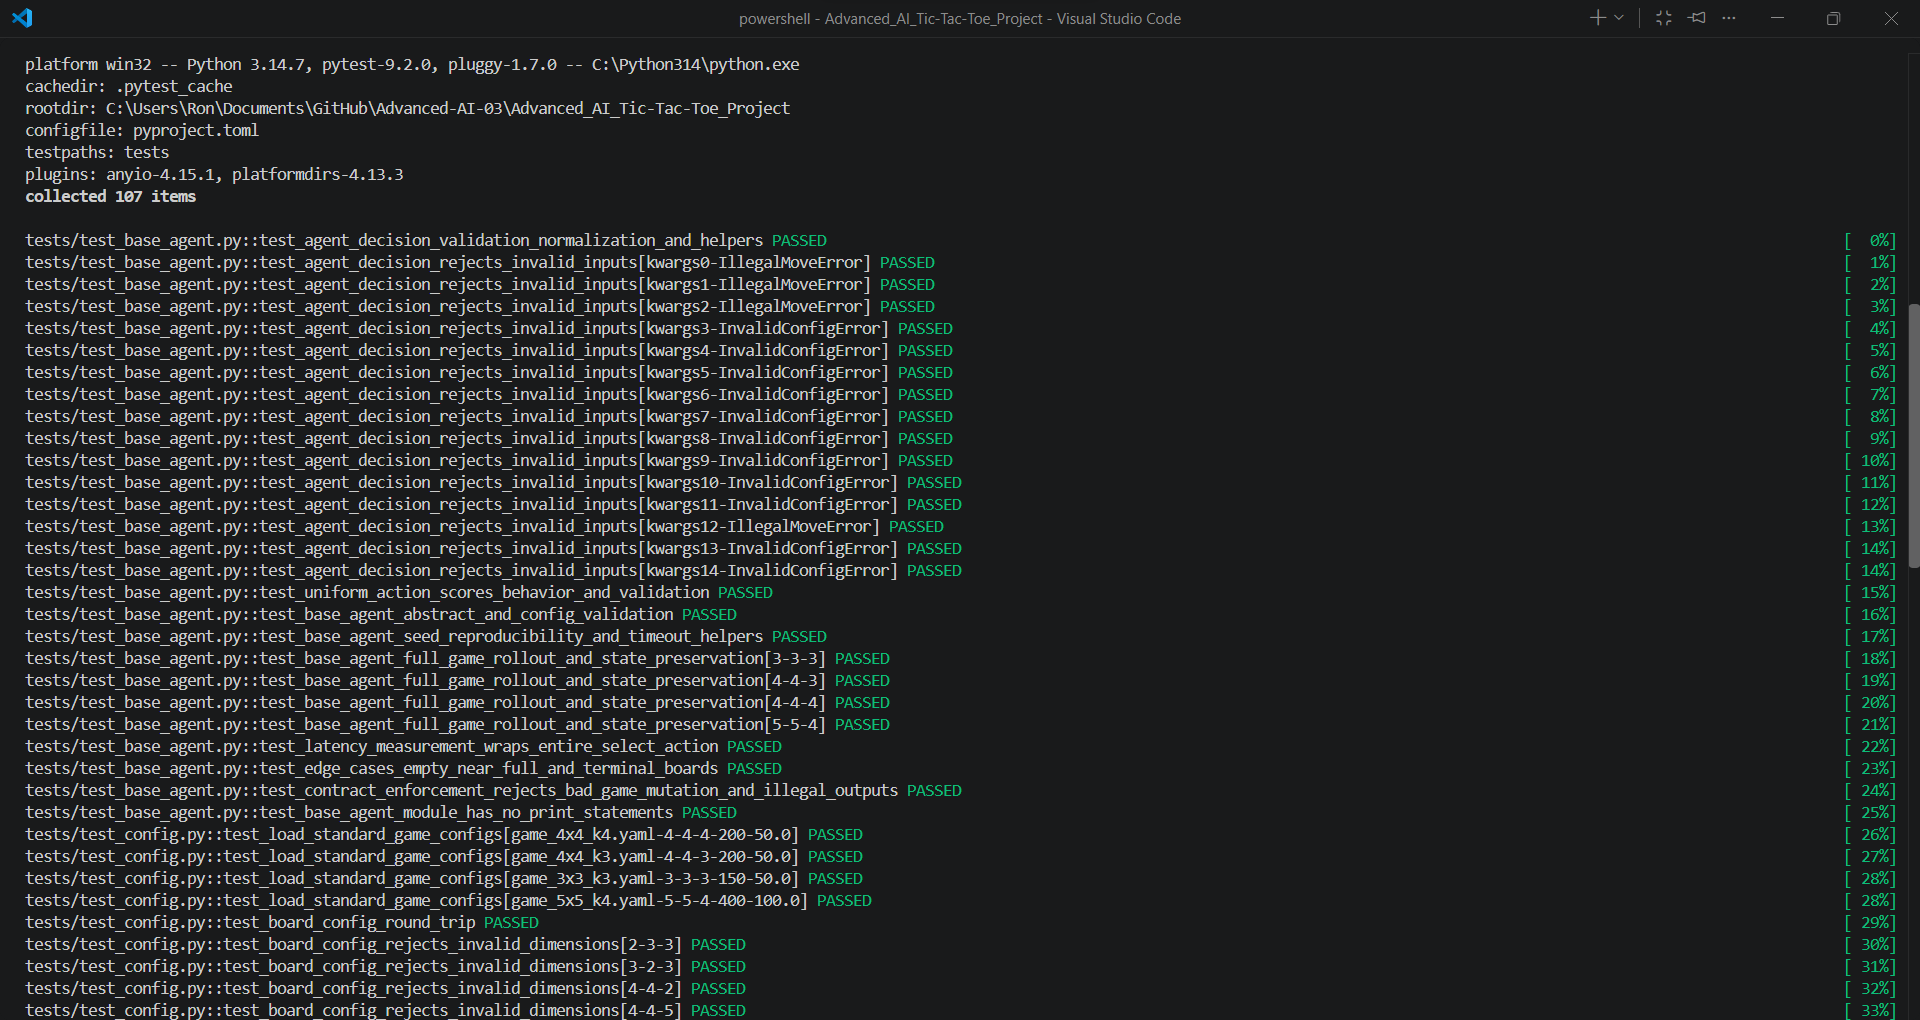 powershell - Advanced_AI_Tic-Tac-Toe_Project - Visual Studio Code
platform win32 -- Python 3.14.7, pytest-9.2.0, pluggy-1.7.0 -- C:\Python314\python.exe
cachedir: .pytest_cache
rootdir: C:\Users\Ron\Documents\GitHub\Advanced-AI-03\Advanced_AI_Tic-Tac-Toe_Project
configfile: pyproject.toml
testpaths: tests
plugins: anyio-4.15.1, platformdirs-4.13.3
collected 107 items
tests/test_base_agent.py::test_agent_decision_validation_normalization_and_helpers PASSED [  0%]
tests/test_base_agent.py::test_agent_decision_rejects_invalid_inputs[kwargs0-IllegalMoveError] PASSED [  1%]
tests/test_base_agent.py::test_agent_decision_rejects_invalid_inputs[kwargs1-IllegalMoveError] PASSED [  2%]
tests/test_base_agent.py::test_agent_decision_rejects_invalid_inputs[kwargs2-IllegalMoveError] PASSED [  3%]
tests/test_base_agent.py::test_agent_decision_rejects_invalid_inputs[kwargs3-InvalidConfigError] PASSED [  4%]
tests/test_base_agent.py::test_agent_decision_rejects_invalid_inputs[kwargs4-InvalidConfigError] PASSED [  5%]
tests/test_base_agent.py::test_agent_decision_rejects_invalid_inputs[kwargs5-InvalidConfigError] PASSED [  6%]
tests/test_base_agent.py::test_agent_decision_rejects_invalid_inputs[kwargs6-InvalidConfigError] PASSED [  7%]
tests/test_base_agent.py::test_agent_decision_rejects_invalid_inputs[kwargs7-InvalidConfigError] PASSED [  8%]
tests/test_base_agent.py::test_agent_decision_rejects_invalid_inputs[kwargs8-InvalidConfigError] PASSED [  9%]
tests/test_base_agent.py::test_agent_decision_rejects_invalid_inputs[kwargs9-InvalidConfigError] PASSED [ 10%]
tests/test_base_agent.py::test_agent_decision_rejects_invalid_inputs[kwargs10-InvalidConfigError] PASSED [ 11%]
tests/test_base_agent.py::test_agent_decision_rejects_invalid_inputs[kwargs11-InvalidConfigError] PASSED [ 12%]
tests/test_base_agent.py::test_agent_decision_rejects_invalid_inputs[kwargs12-IllegalMoveError] PASSED [ 13%]
tests/test_base_agent.py::test_agent_decision_rejects_invalid_inputs[kwargs13-InvalidConfigError] PASSED [ 14%]
tests/test_base_agent.py::test_agent_decision_rejects_invalid_inputs[kwargs14-InvalidConfigError] PASSED [ 14%]
tests/test_base_agent.py::test_uniform_action_scores_behavior_and_validation PASSED [ 15%]
tests/test_base_agent.py::test_base_agent_abstract_and_config_validation PASSED [ 16%]
tests/test_base_agent.py::test_base_agent_seed_reproducibility_and_timeout_helpers PASSED [ 17%]
tests/test_base_agent.py::test_base_agent_full_game_rollout_and_state_preservation[3-3-3] PASSED [ 18%]
tests/test_base_agent.py::test_base_agent_full_game_rollout_and_state_preservation[4-4-3] PASSED [ 19%]
tests/test_base_agent.py::test_base_agent_full_game_rollout_and_state_preservation[4-4-4] PASSED [ 20%]
tests/test_base_agent.py::test_base_agent_full_game_rollout_and_state_preservation[5-5-4] PASSED [ 21%]
tests/test_base_agent.py::test_latency_measurement_wraps_entire_select_action PASSED [ 22%]
tests/test_base_agent.py::test_edge_cases_empty_near_full_and_terminal_boards PASSED [ 23%]
tests/test_base_agent.py::test_contract_enforcement_rejects_bad_game_mutation_and_illegal_outputs PASSED [ 24%]
tests/test_base_agent.py::test_base_agent_module_has_no_print_statements PASSED [ 25%]
tests/test_config.py::test_load_standard_game_configs[game_4x4_k4.yaml-4-4-4-200-50.0] PASSED [ 26%]
tests/test_config.py::test_load_standard_game_configs[game_4x4_k3.yaml-4-4-3-200-50.0] PASSED [ 27%]
tests/test_config.py::test_load_standard_game_configs[game_3x3_k3.yaml-3-3-3-150-50.0] PASSED [ 28%]
tests/test_config.py::test_load_standard_game_configs[game_5x5_k4.yaml-5-5-4-400-100.0] PASSED [ 28%]
tests/test_config.py::test_board_config_round_trip PASSED [ 29%]
tests/test_config.py::test_board_config_rejects_invalid_dimensions[2-3-3] PASSED [ 30%]
tests/test_config.py::test_board_config_rejects_invalid_dimensions[3-2-3] PASSED [ 31%]
tests/test_config.py::test_board_config_rejects_invalid_dimensions[4-4-2] PASSED [ 32%]
tests/test_config.py::test_board_config_rejects_invalid_dimensions[4-4-5] PASSED [ 33%]